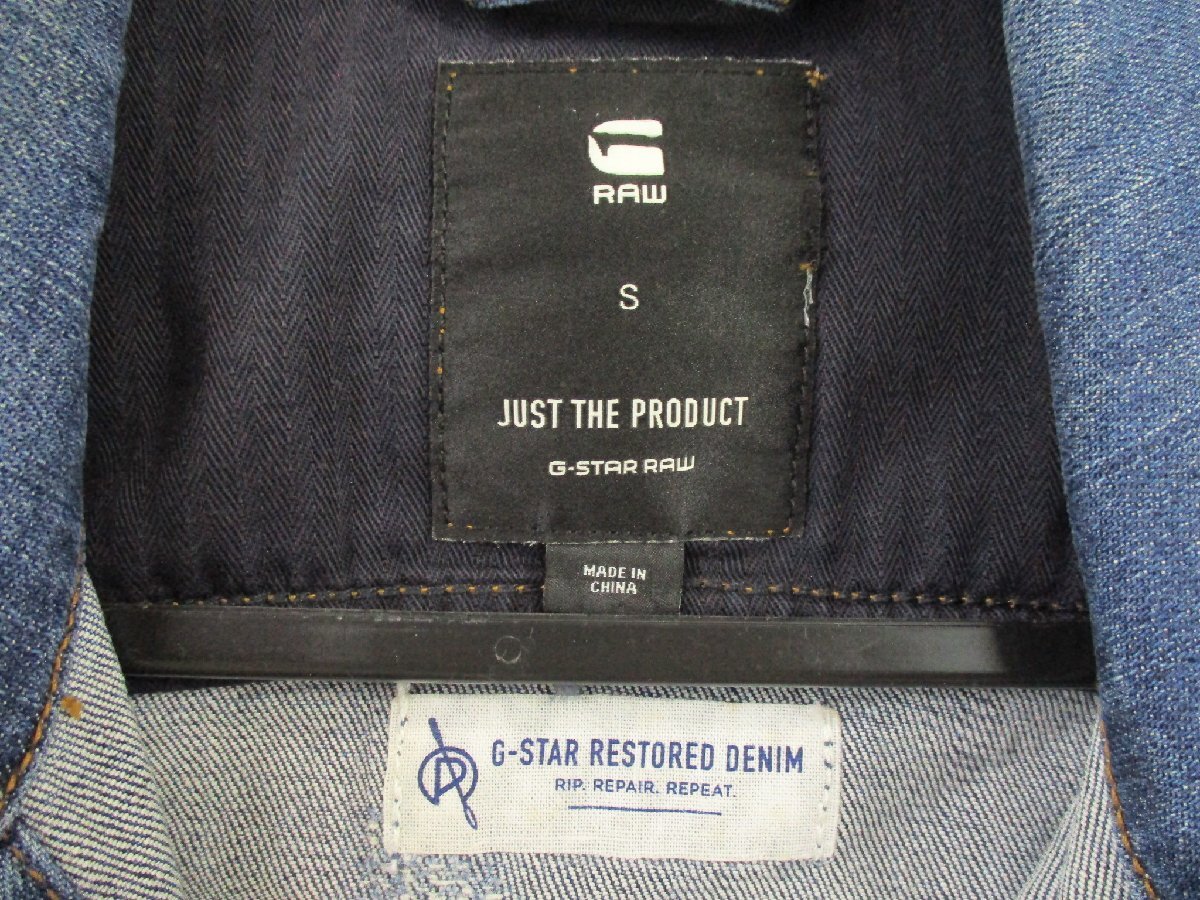 RAW
S
JUST THE PRODUCT
G-STAR RAW
MADE IN
CHINA
G-STAR RESTORED DENIM
RIP. REPAIR. REPEAT.